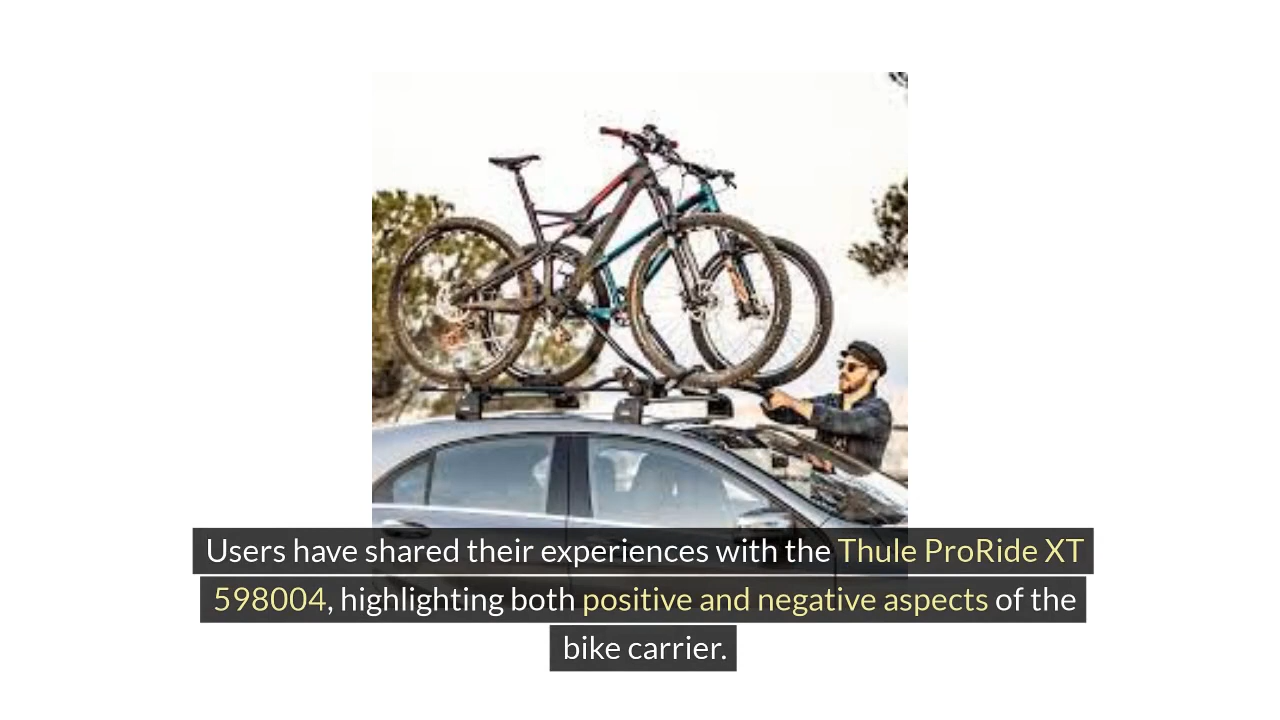 Users have shared their experiences with the Thule ProRide XT
598004, highlighting both positive and negative aspects of the
bike carrier.